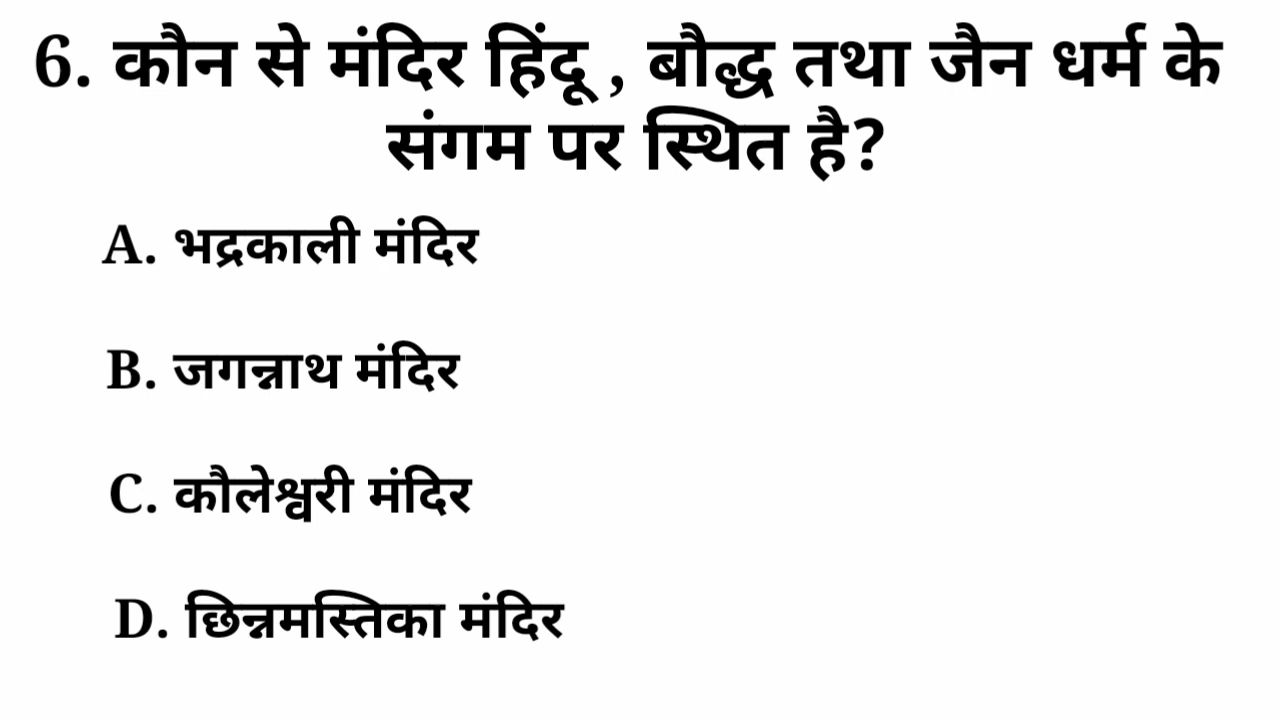 6. कौन से मंदिर हिंदू , बौद्ध तथा जैन धर्म के
संगम पर स्थित है?
A. भद्रकाली मंदिर
B. जगन्नाथ मंदिर
C. कौलेश्वरी मंदिर
D. छिन्नमस्तिका मंदिर